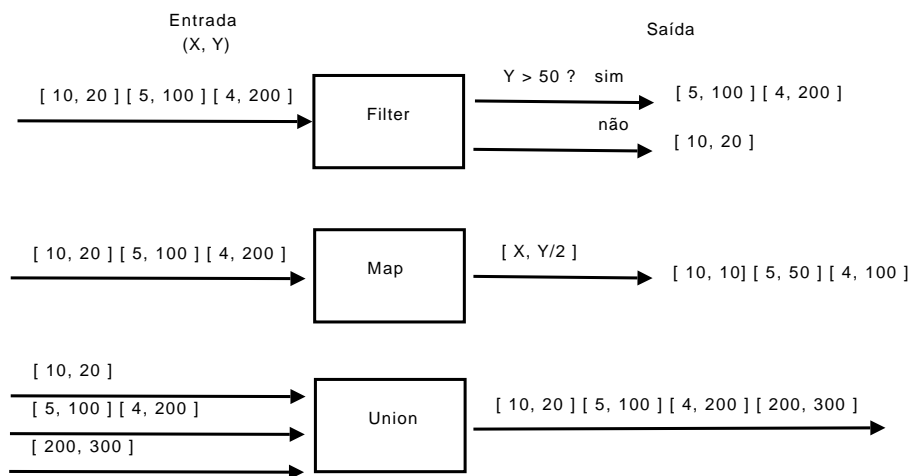 Entrada
(X, Y)
Saída
[ 10, 20 ] [ 5, 100 ] [ 4, 200 ]
Filter
Y > 50 ? sim
[ 5, 100 ] [ 4, 200 ]
não
[ 10, 20 ]
[ 10, 20 ] [ 5, 100 ] [ 4, 200 ]
Map
[ X, Y/2 ]
[ 10, 10] [ 5, 50 ] [ 4, 100 ]
[ 10, 20 ]
[ 5, 100 ] [ 4, 200 ]
[ 200, 300 ]
Union
[ 10, 20 ] [ 5, 100 ] [ 4, 200 ] [ 200, 300 ]